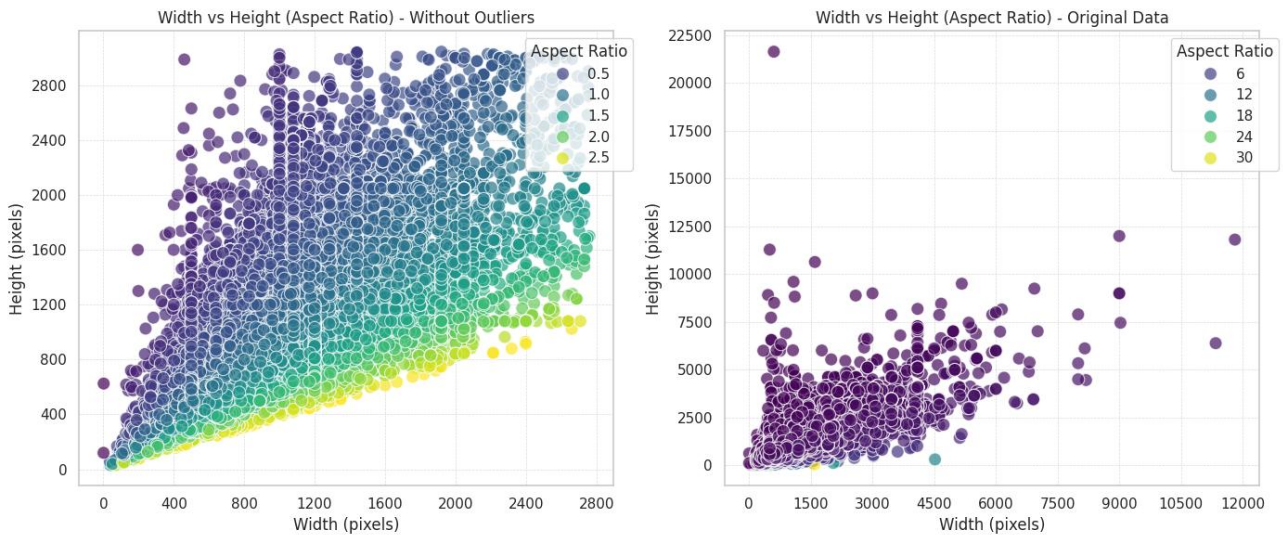 Width vs Height (Aspect Ratio) - Without Outliers
Height (pixels)
2800
2400
2000
1600
1200
800
400
0
0 400 800 1200 1600 2000 2400 2800
Width (pixels)
Aspect Ratio
0.5
1.0
1.5
2.0
2.5
Width vs Height (Aspect Ratio) - Original Data
Height (pixels)
22500
20000
17500
15000
12500
10000
7500
5000
2500
0
0 1500 3000 4500 6000 7500 9000 10500 12000
Width (pixels)
Aspect Ratio
6
12
18
24
30